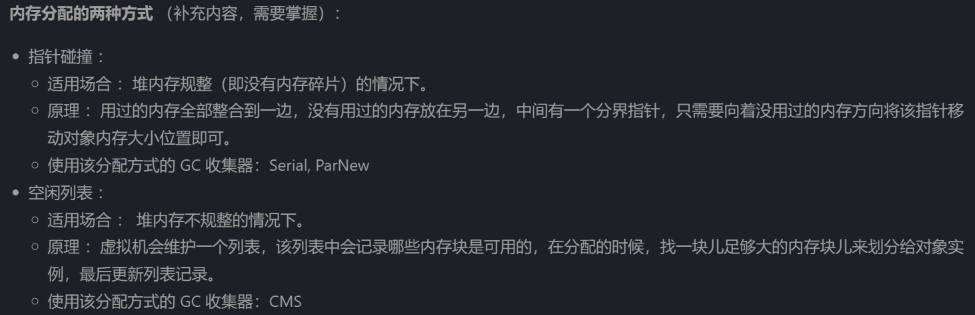 内存分配的两种方式 （补充内容，需要掌握）：
指针碰撞 ：
适用场合 ：堆内存规整（即没有内存碎片）的情况下。
原理 ：用过的内存全部整合到一边，没有用过的内存放在另一边，中间有一个分界指针，只需要向着没用过的内存方向将该指针移
动对象内存大小位置即可。
使用该分配方式的 GC 收集器：Serial, ParNew
空闲列表 ：
适用场合 ： 堆内存不规整的情况下。
原理 ：虚拟机会维护一个列表，该列表中会记录哪些内存块是可用的，在分配的时候，找一块儿足够大的内存块儿来划分给对象实
例，最后更新列表记录。
使用该分配方式的 GC 收集器：CMS